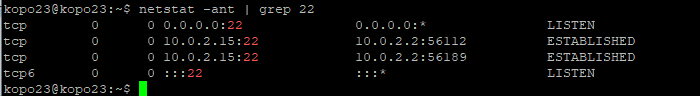 kopo23@kopo23:~$ netstat -ant | grep 22
tcp 0 0 0.0.0.0:22 0.0.0.0:* LISTEN
tcp 0 0 10.0.2.15:22 10.0.2.2:56112 ESTABLISHED
tcp 0 0 10.0.2.15:22 10.0.2.2:56189 ESTABLISHED
tcp6 0 0 :::22 :::* LISTEN
kopo23@kopo23:~$